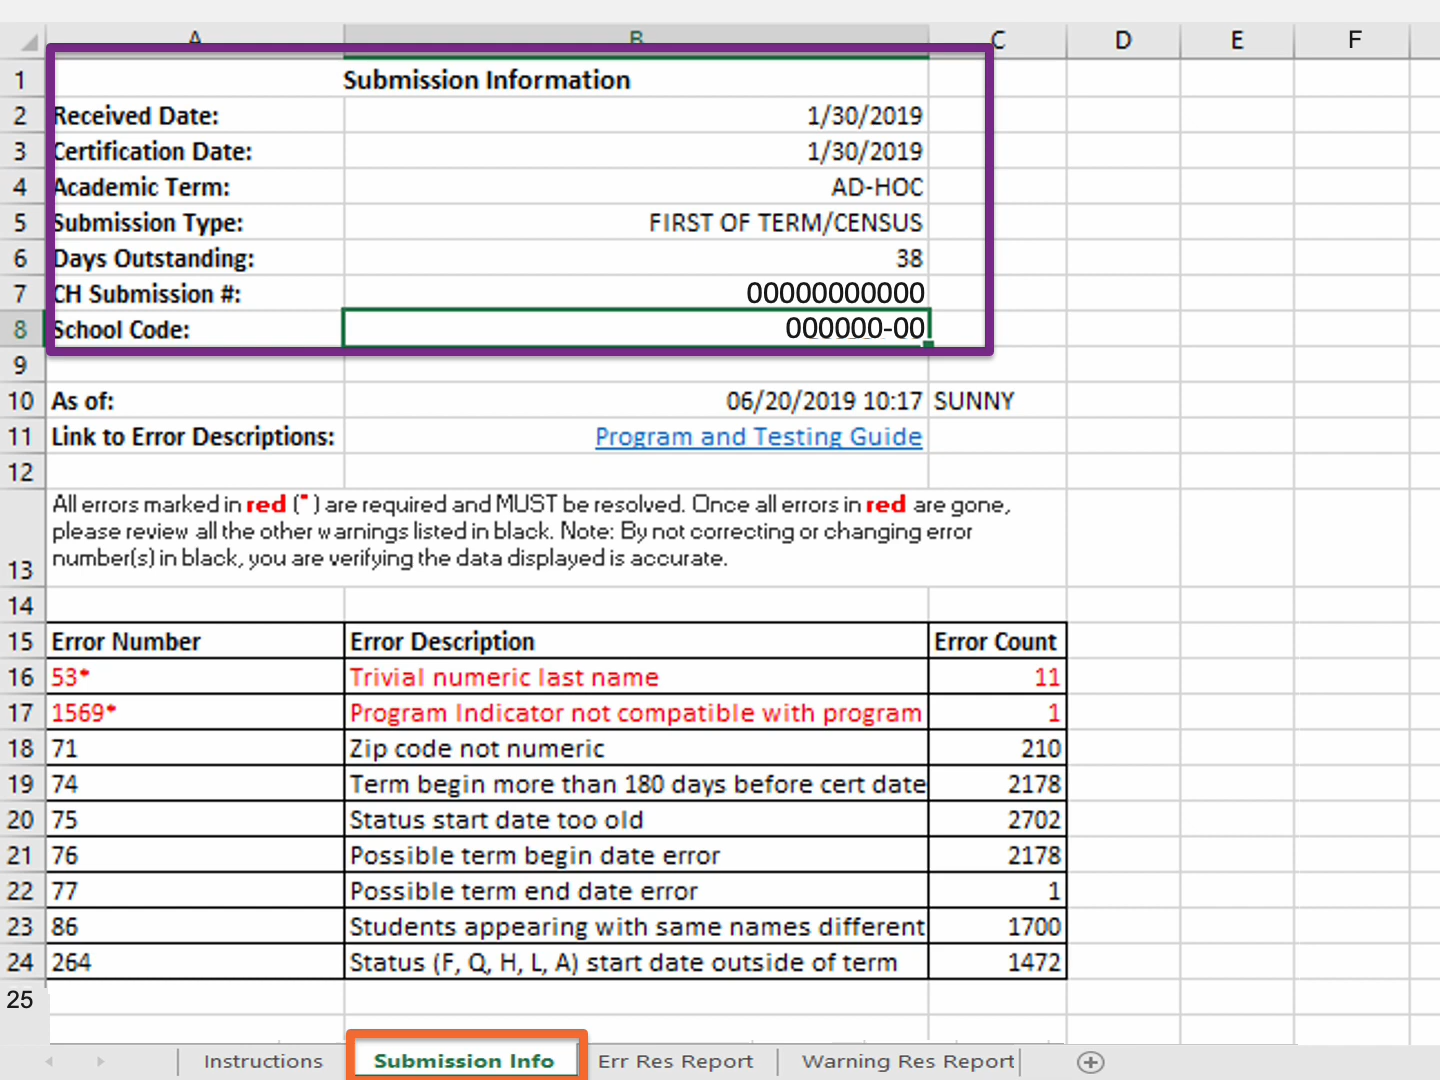 A B C D E F
1 Submission Information
2 Received Date: 1/30/2019
3 Certification Date: 1/30/2019
4 Academic Term: AD-HOC
5 Submission Type: FIRST OF TERM/CENSUS
6 Days Outstanding: 38
7 CH Submission #: 00000000000
8 School Code: 000000-00
9
10 As of: 06/20/2019 10:17 SUNNY
11 Link to Error Descriptions: Program and Testing Guide
12
All errors marked in red (*) are required and MUST be resolved. Once all errors in red are gone,
please review all the other warnings listed in black. Note: By not correcting or changing error
13 number(s) in black, you are verifying the data displayed is accurate.
14
15 Error Number Error Description Error Count
16 53* Trivial numeric last name 11
17 1569* Program Indicator not compatible with program 1
18 71 Zip code not numeric 210
19 74 Term begin more than 180 days before cert date 2178
20 75 Status start date too old 2702
21 76 Possible term begin date error 2178
22 77 Possible term end date error 1
23 86 Students appearing with same names different 1700
24 264 Status (F, Q, H, L, A) start date outside of term 1472
25
Instructions Submission Info Err Res Report Warning Res Report